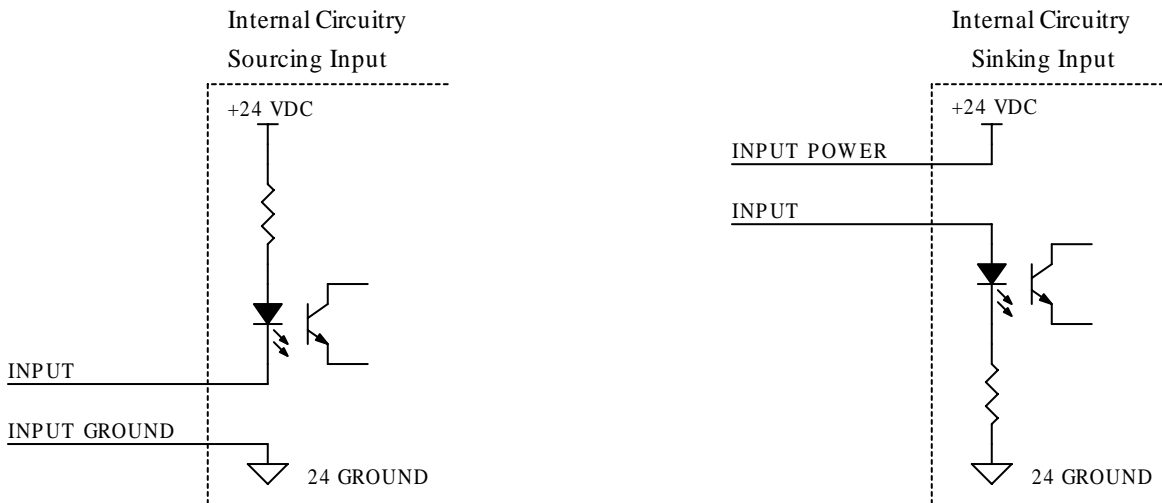 Internal Circuitry
Sourcing Input
+24 VDC
INPUT
INPUT GROUND
24 GROUND
Internal Circuitry
Sinking Input
+24 VDC
INPUT POWER
INPUT
24 GROUND